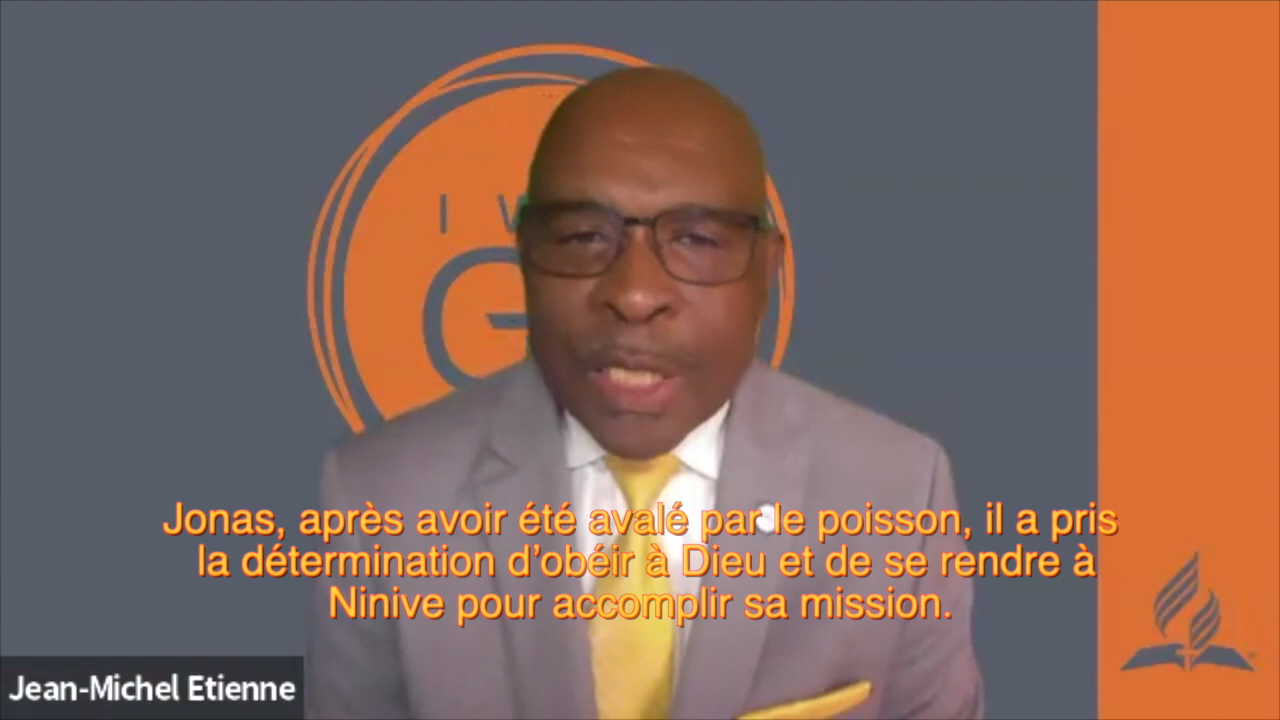 I W
G
Jonas, après avoir été avalé par le poisson, il a pris
la détermination d’obéir à Dieu et de se rendre à
Ninive pour accomplir sa mission.
Jean-Michel Etienne